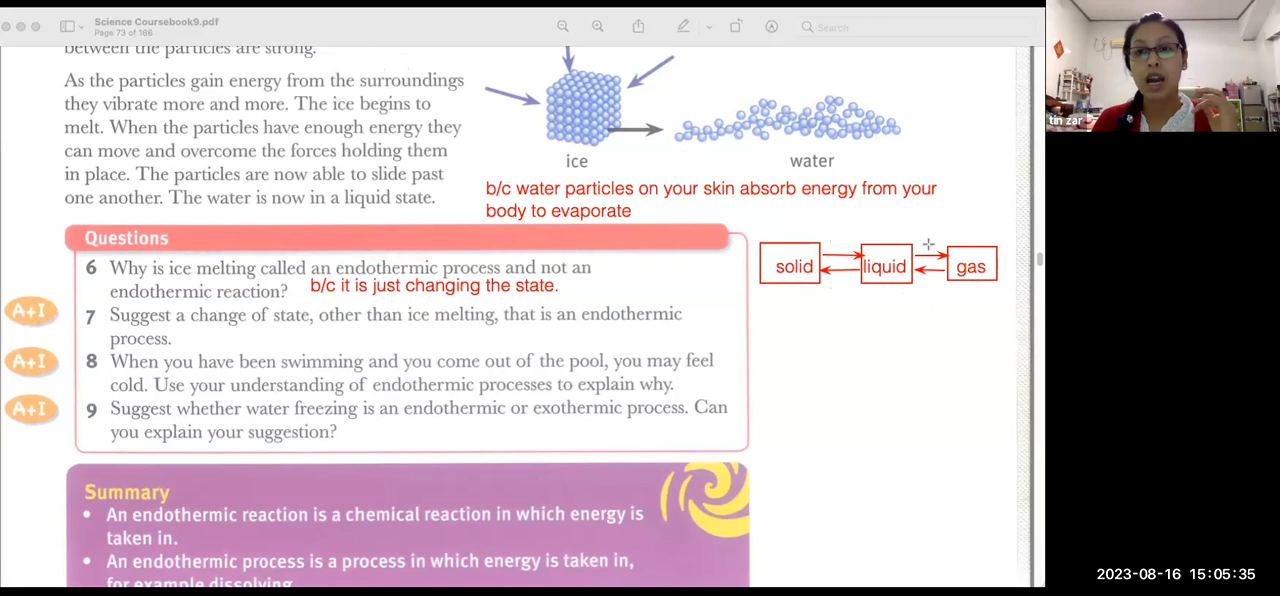 Science Coursebook9.pdf
Page 73 of 186
Search
between the particles are strong.
As the particles gain energy from the surroundings
they vibrate more and more. The ice begins to
melt. When the particles have enough energy they
can move and overcome the forces holding them
in place. The particles are now able to slide past
one another. The water is now in a liquid state.
ice
water
b/c water particles on your skin absorb energy from your
body to evaporate
Questions
6 Why is ice melting called an endothermic process and not an
endothermic reaction?
b/c it is just changing the state.
A+I
7 Suggest a change of state, other than ice melting, that is an endothermic
process.
A+I
8 When you have been swimming and you come out of the pool, you may feel
cold. Use your understanding of endothermic processes to explain why.
A+I
9 Suggest whether water freezing is an endothermic or exothermic process. Can
you explain your suggestion?
solid
liquid
gas
Summary
• An endothermic reaction is a chemical reaction in which energy is
taken in.
• An endothermic process is a process in which energy is taken in,
for example dissolving
tin zar
2023-08-16 15:05:35